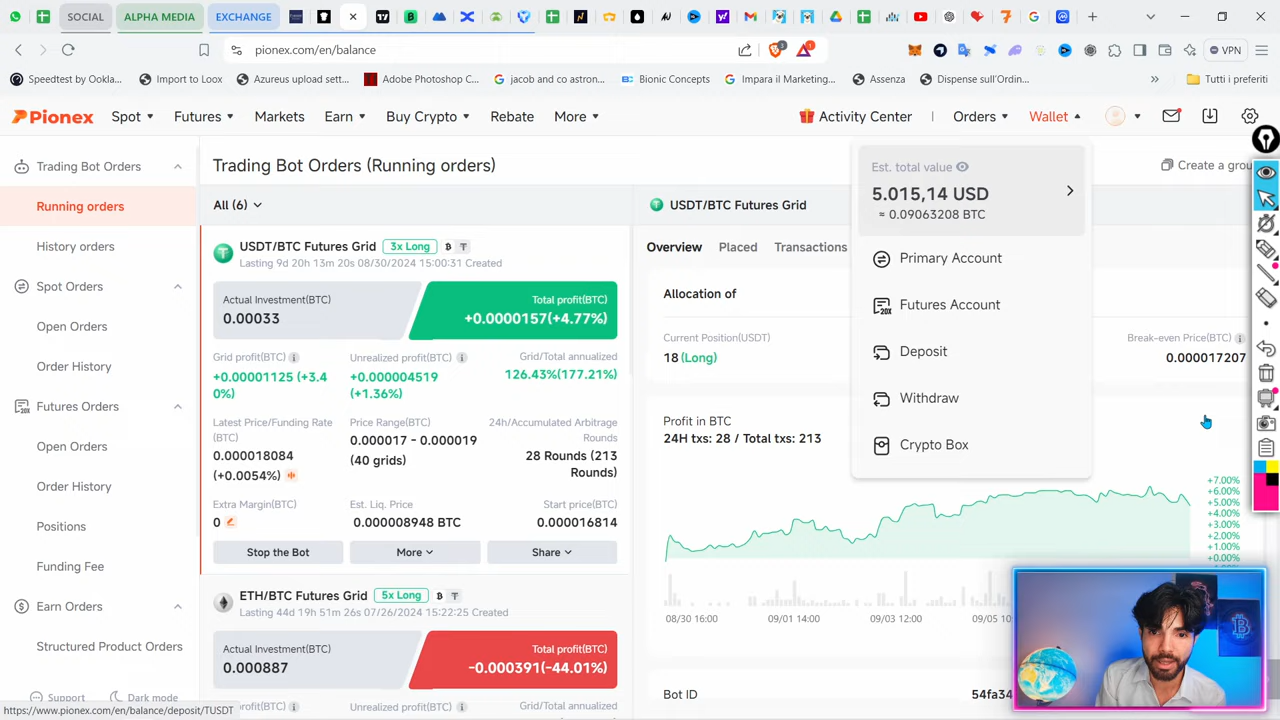 SOCIAL
ALPHA MEDIA
EXCHANGE
pionex.com/en/balance
VPN
Speedtest by Ookla...
Import to Loox
Azureus upload sett...
Adobe Photoshop C...
jacob and co astron...
Bionic Concepts
Impara il Marketing...
Assenza
Dispense sull'Ordin...
Tutti i preferiti
Pionex
Spot
Futures
Markets
Earn
Buy Crypto
Rebate
More
Activity Center
Orders
Wallet
Trading Bot Orders
Running orders
History orders
Spot Orders
Open Orders
Order History
Futures Orders
Open Orders
Order History
Positions
Funding Fee
Earn Orders
Structured Product Orders
Support
Dark mode
https://www.pionex.com/en/balance/deposit/TUSDT
Trading Bot Orders (Running orders)
Create a grou
All (6)
USDT/BTC Futures Grid 3x Long
Lasting 9d 20h 13m 20s 08/30/2024 15:00:31 Created
Actual Investment(BTC)
0.00033
Total profit(BTC)
+0.0000157(+4.77%)
Grid profit(BTC)
+0.00001125 (+3.4
0%)
Unrealized profit(BTC)
+0.000004519
(+1.36%)
Grid/Total annualized
126.43%(177.21%)
Latest Price/Funding Rate
(BTC)
0.000018084
(+0.0054%)
Price Range(BTC)
0.000017 - 0.000019
(40 grids)
24h/Accumulated Arbitrage
Rounds
28 Rounds (213
Rounds)
Extra Margin(BTC)
0
Est. Liq. Price
0.000008948 BTC
Start price(BTC)
0.000016814
Stop the Bot
More
Share
ETH/BTC Futures Grid 5x Long
Lasting 44d 19h 51m 26s 07/26/2024 15:22:25 Created
Actual Investment(BTC)
0.000887
Total profit(BTC)
-0.000391(-44.01%)
profit(BTC)
Unrealized profit(BTC)
Grid/Total annualized
USDT/BTC Futures Grid
Overview
Placed
Transactions
Allocation of
Current Position(USDT)
18 (Long)
Break-even Price(BTC)
0.000017207
Profit in BTC
24H txs: 28 / Total txs: 213
+7.00%
+6.00%
+5.00%
+4.00%
+3.00%
+2.00%
+1.00%
+0.00%
08/30 16:00
09/01 14:00
09/03 12:00
09/05 10:
Bot ID
54fa34
Est. total value
5.015,14 USD
≈ 0.09063208 BTC
Primary Account
Futures Account
Deposit
Withdraw
Crypto Box